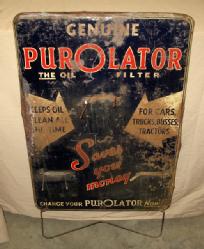 GENUINE
PUROLATOR
THE OIL FILTER
KEEPS OIL
CLEAN ALL
THE TIME
FOR CARS,
TRUCKS, BUSSES,
TRACTORS
Saves
you
money
CHANGE YOUR PUROLATOR NOW